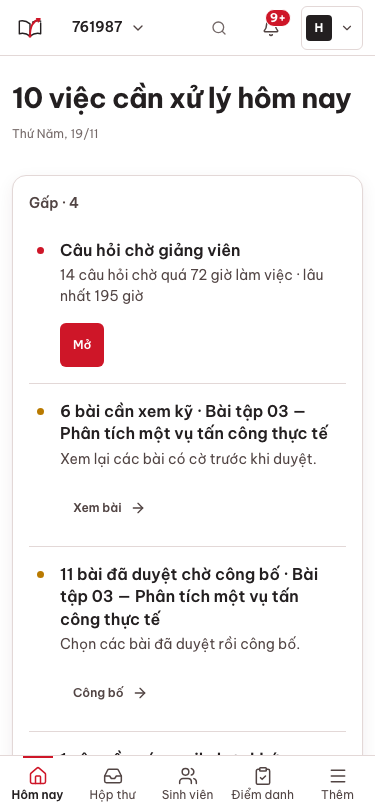 761987
9+
H
10 việc cần xử lý hôm nay
Thứ Năm, 19/11
Gấp · 4
Câu hỏi chờ giảng viên
14 câu hỏi chờ quá 72 giờ làm việc · lâu
nhất 195 giờ
Mở
6 bài cần xem kỹ · Bài tập 03 —
Phân tích một vụ tấn công thực tế
Xem lại các bài có cờ trước khi duyệt.
Xem bài
11 bài đã duyệt chờ công bố · Bài
tập 03 — Phân tích một vụ tấn
công thực tế
Chọn các bài đã duyệt rồi công bố.
Công bố
Hôm nay
Hộp thư
Sinh viên
Điểm danh
Thêm